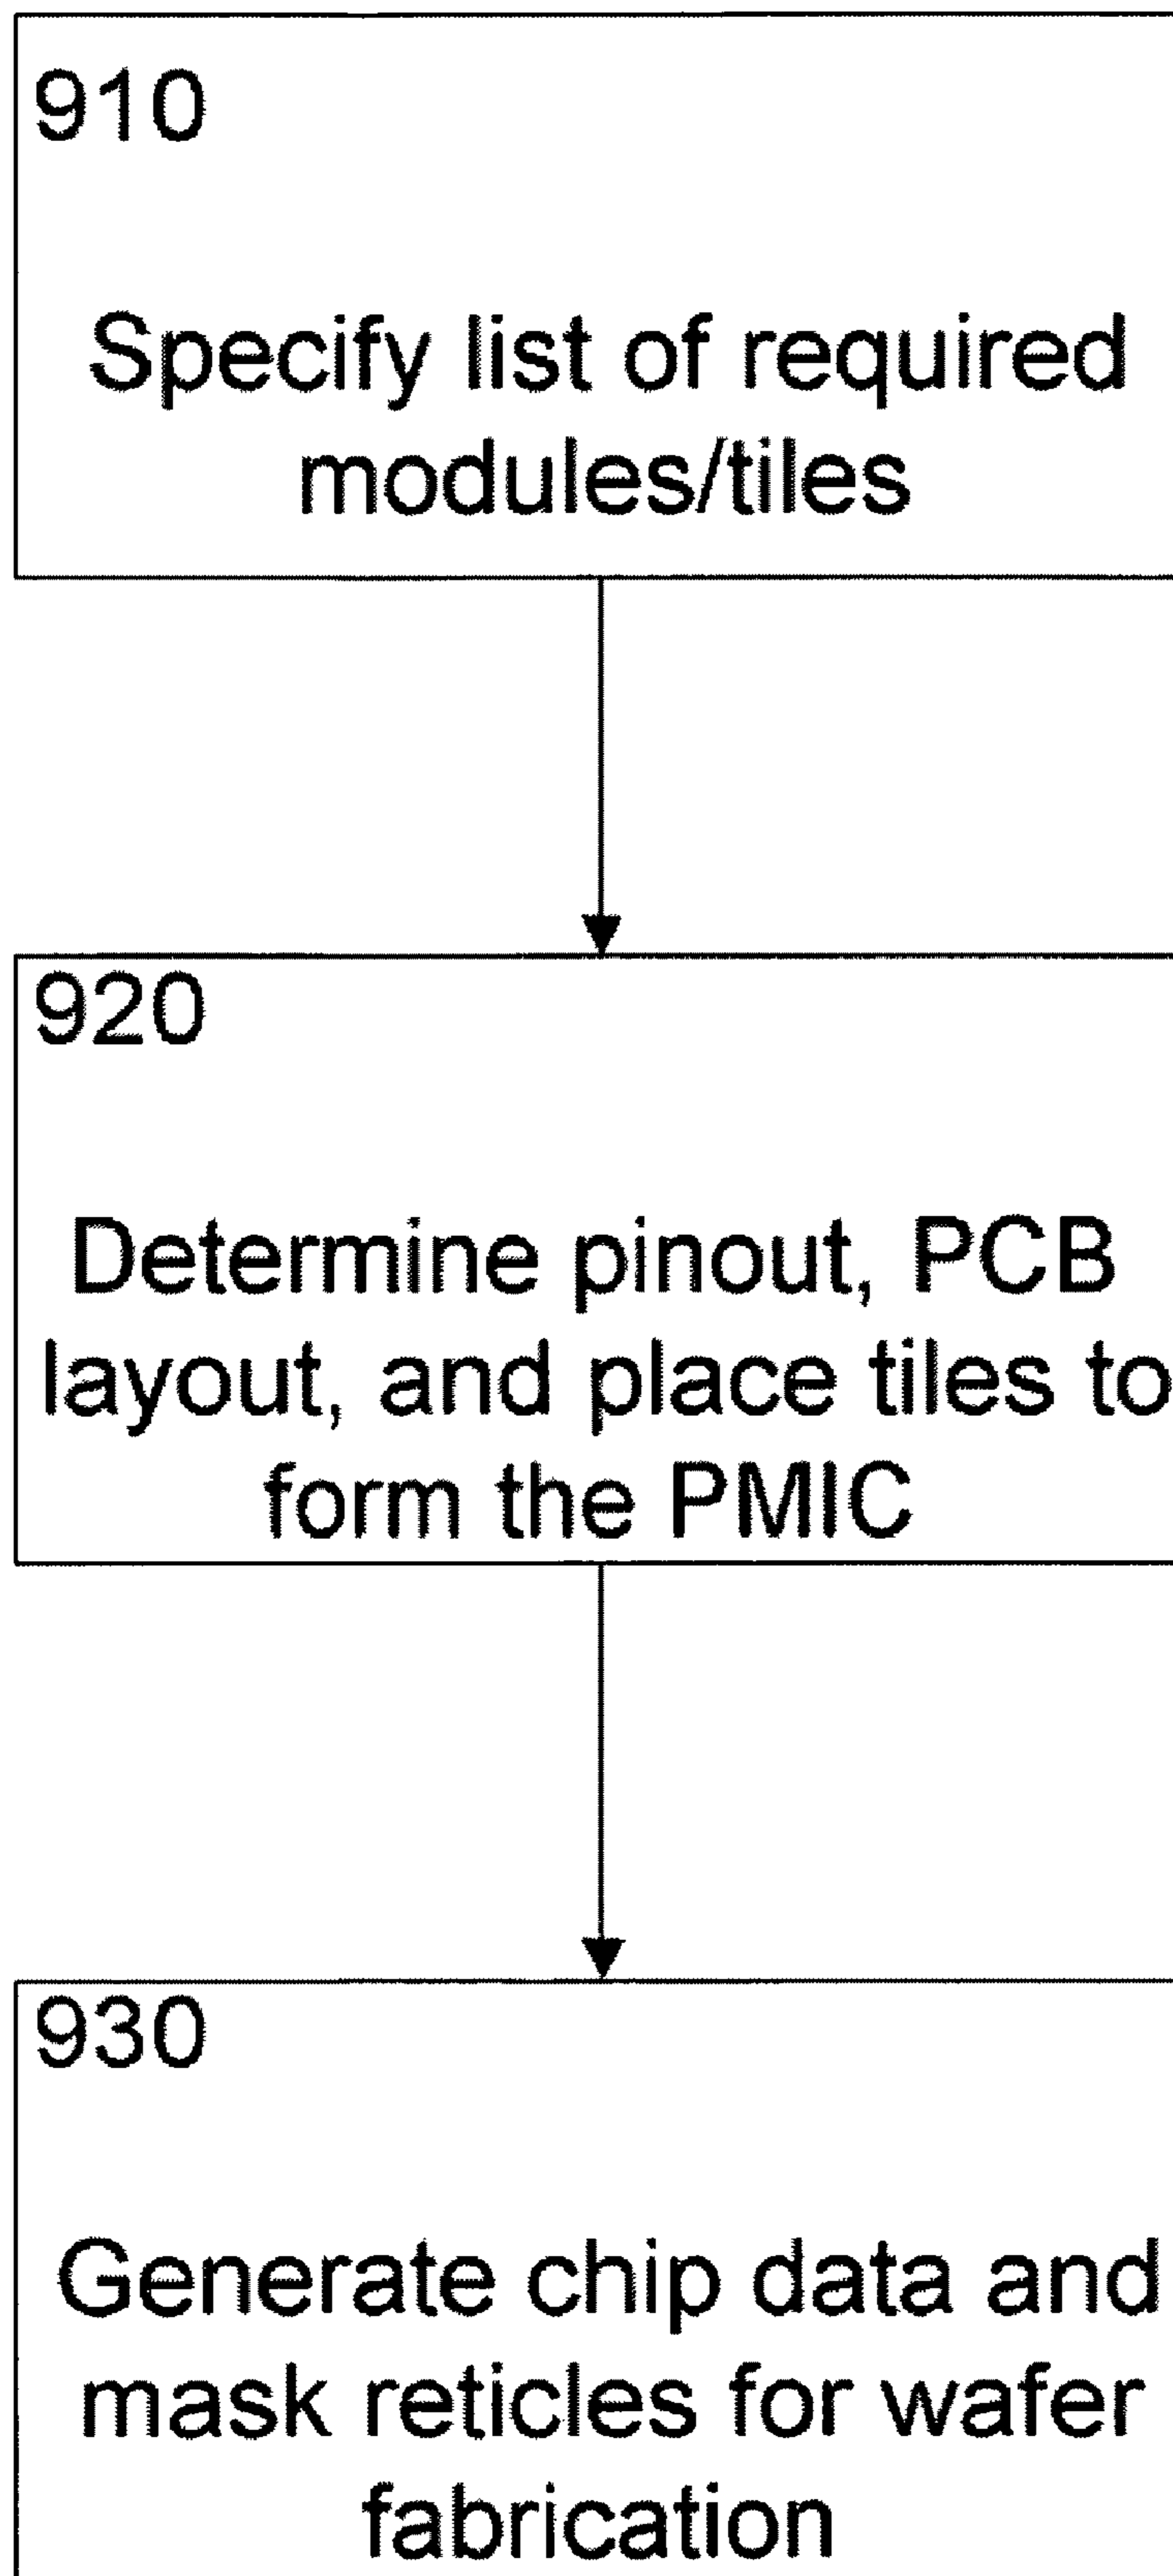 910
Specify list of required
modules/tiles
920
Determine pinout, PCB
layout, and place tiles to
form the PMIC
930
Generate chip data and
mask reticles for wafer
fabrication